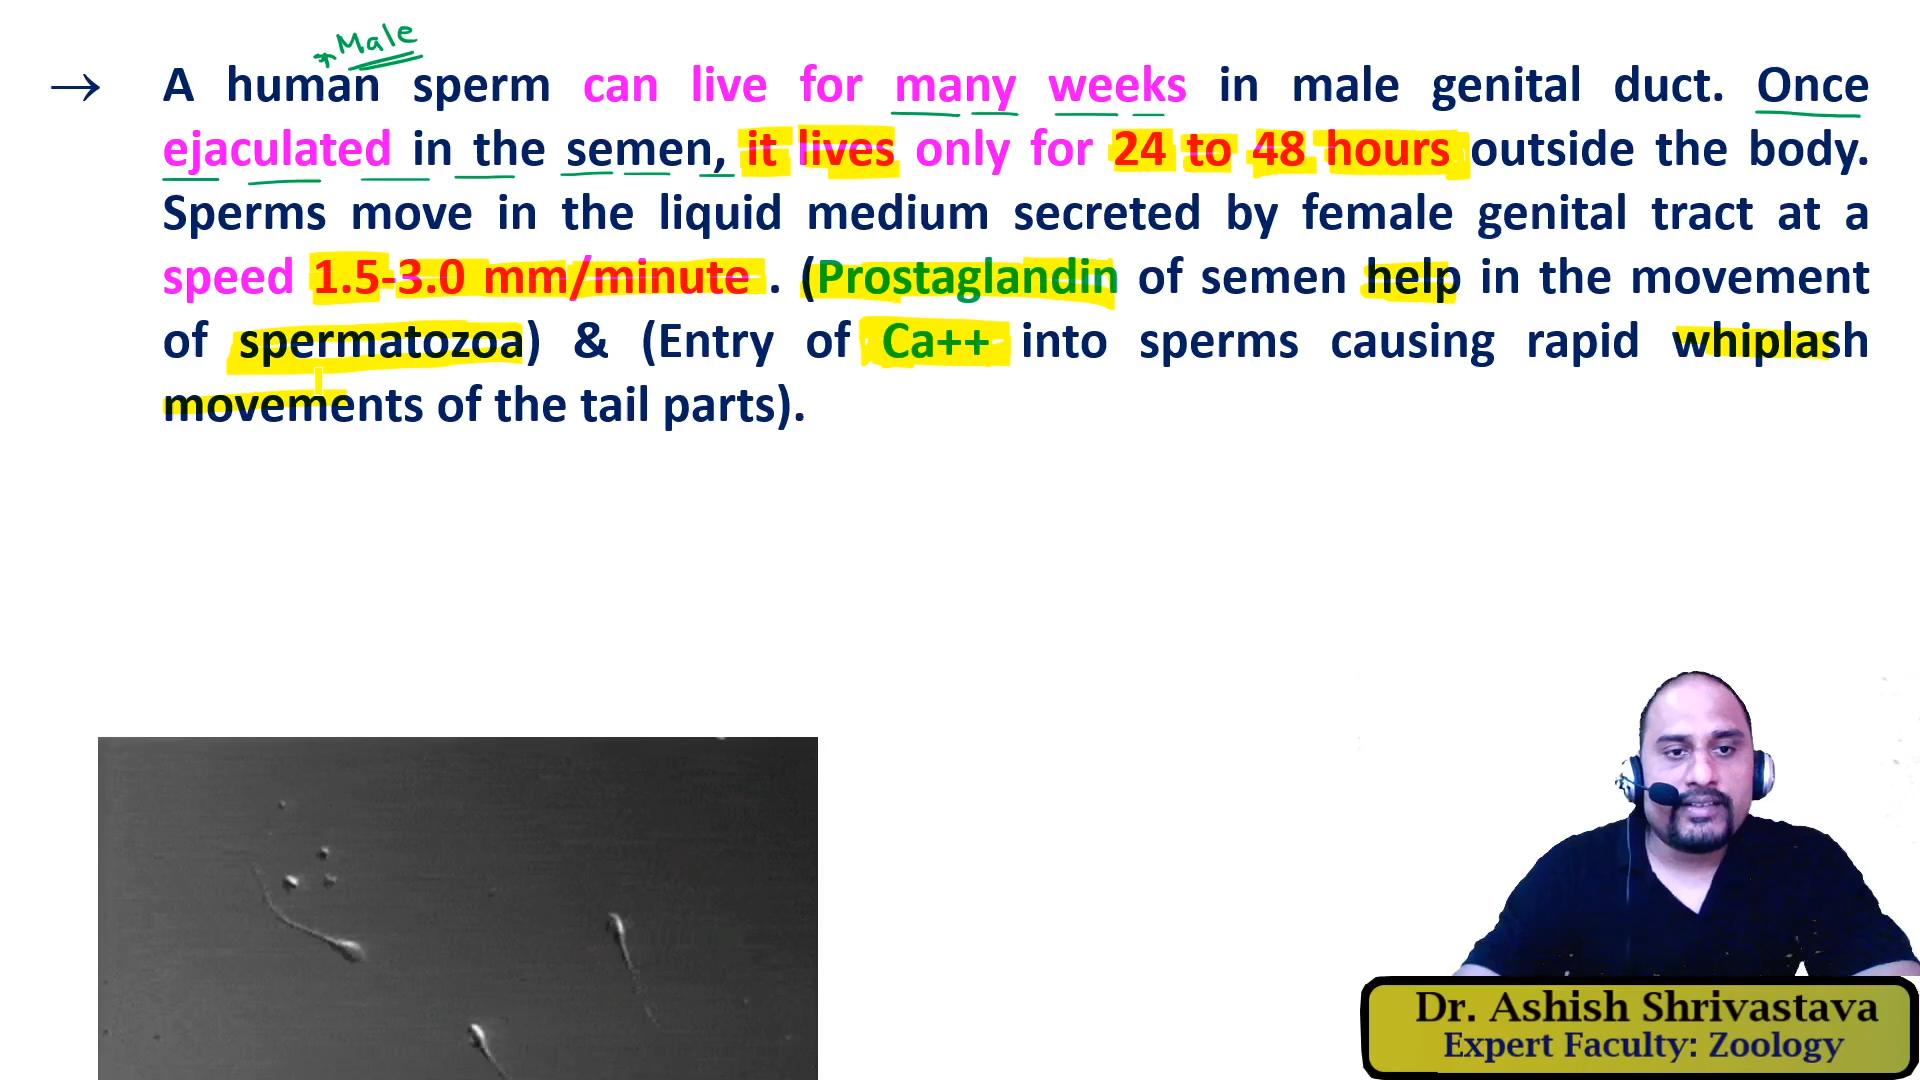 Male
→ A human sperm can live for many weeks in male genital duct. Once
ejaculated in the semen, it lives only for 24 to 48 hours outside the body.
Sperms move in the liquid medium secreted by female genital tract at a
speed 1.5-3.0 mm/minute . (Prostaglandin of semen help in the movement
of spermatozoa) & (Entry of Ca++ into sperms causing rapid whiplash
movements of the tail parts).
Dr. Ashish Shrivastava
Expert Faculty: Zoology